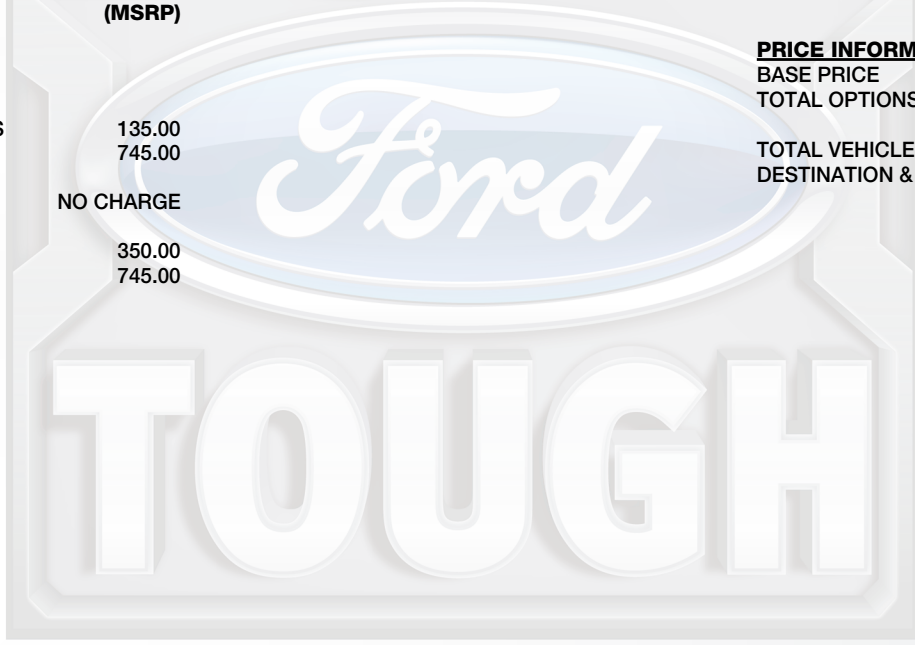 (MSRP)
S 135.00
745.00
NO CHARGE
350.00
745.00
PRICE INFORM
BASE PRICE
TOTAL OPTIONS
TOTAL VEHICLE
DESTINATION &
Ford
TOUGH